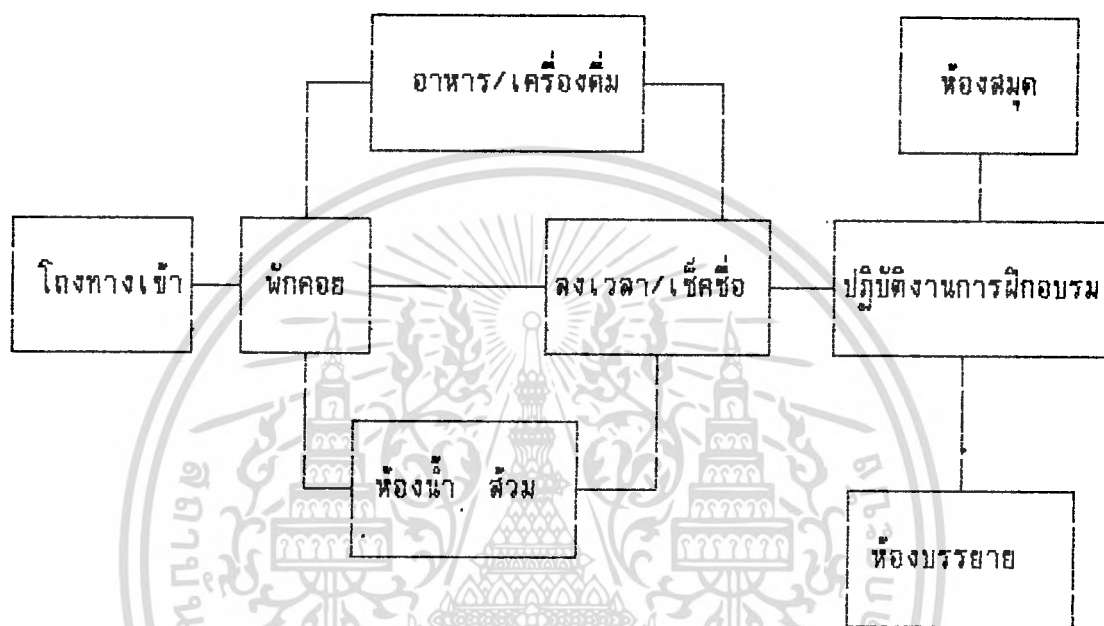 อาหาร/เครื่องดื่ม
ห้องสมุด
โถงทางเข้า
พักคอย
ลงเวลา/เช็คชื่อ
ปฏิบัติงานการฝึกอบรม
ห้องน้ำ ส้วม
ห้องบรรยาย